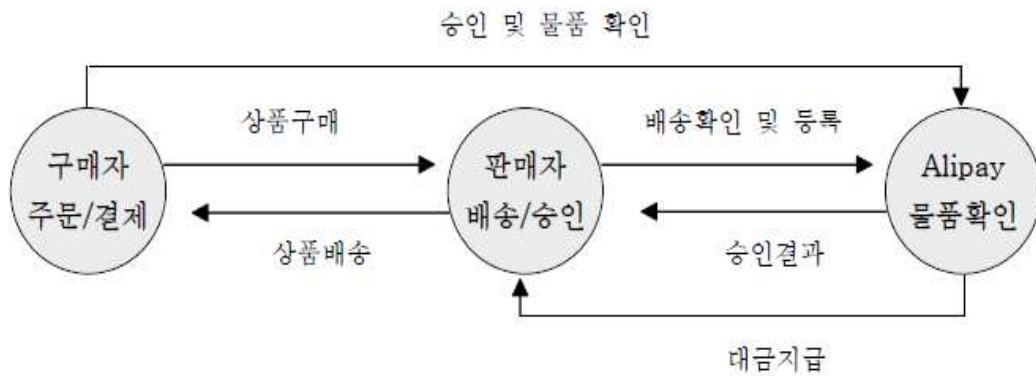 승인 및 물품 확인
상품구매
배송확인 및 등록
구매자
주문/결제
판매자
배송/승인
Alipay
물품확인
상품배송
승인결과
대금지급